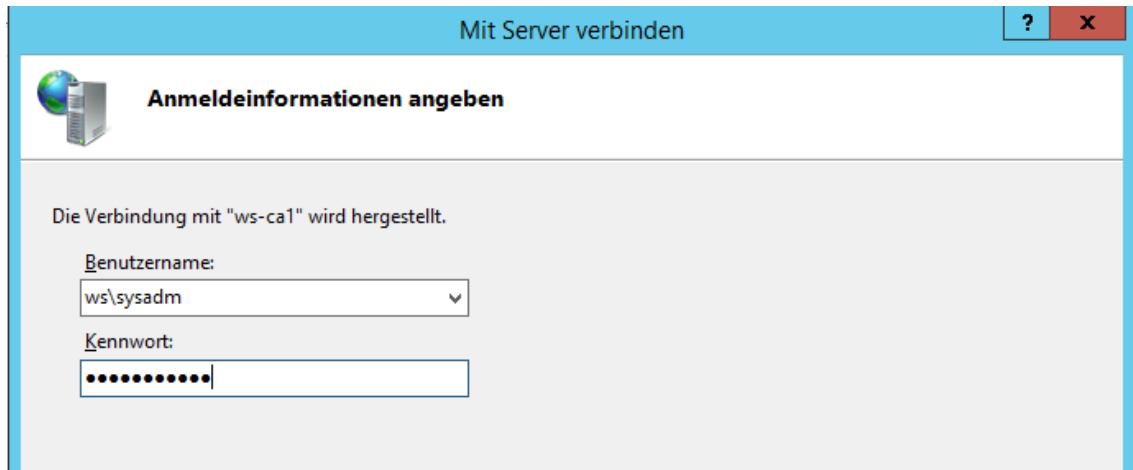 Mit Server verbinden
?
x
Anmeldeinformationen angeben
Die Verbindung mit "ws-ca1" wird hergestellt.
Benutzername:
ws\sysadm
Kennwort:
●●●●●●●●●●●